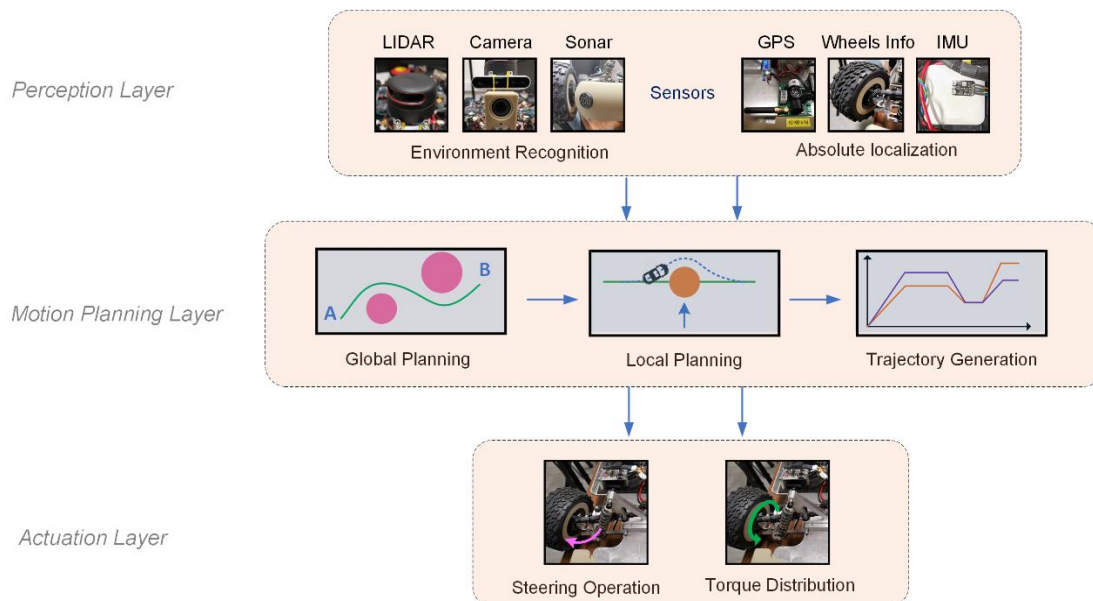 LIDAR Camera Sonar GPS Wheels Info IMU
Perception Layer
Sensors
Environment Recognition Absolute localization
A B
Motion Planning Layer
Global Planning Local Planning Trajectory Generation
Actuation Layer
Steering Operation Torque Distribution